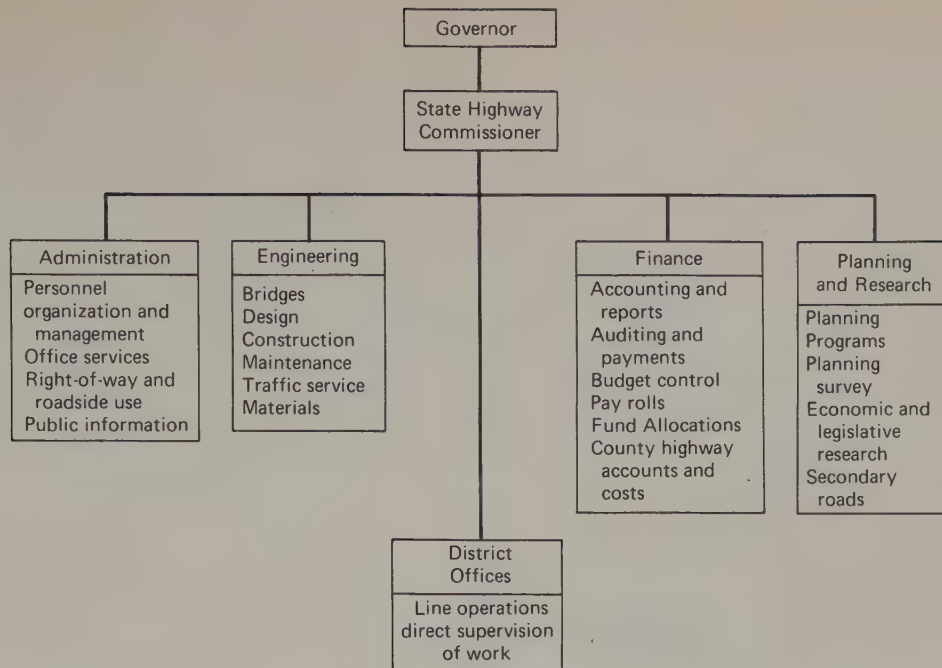 Governor
State Highway
Commissioner
Administration
Personnel
organization and
management
Office services
Right-of-way and
roadside use
Public information
Engineering
Bridges
Design
Construction
Maintenance
Traffic service
Materials
Finance
Accounting and
reports
Auditing and
payments
Budget control
Pay rolls
Fund Allocations
County highway
accounts and
costs
Planning
and Research
Planning
Programs
Planning
survey
Economic and
legislative
research
Secondary
roads
District
Offices
Line operations
direct supervision
of work